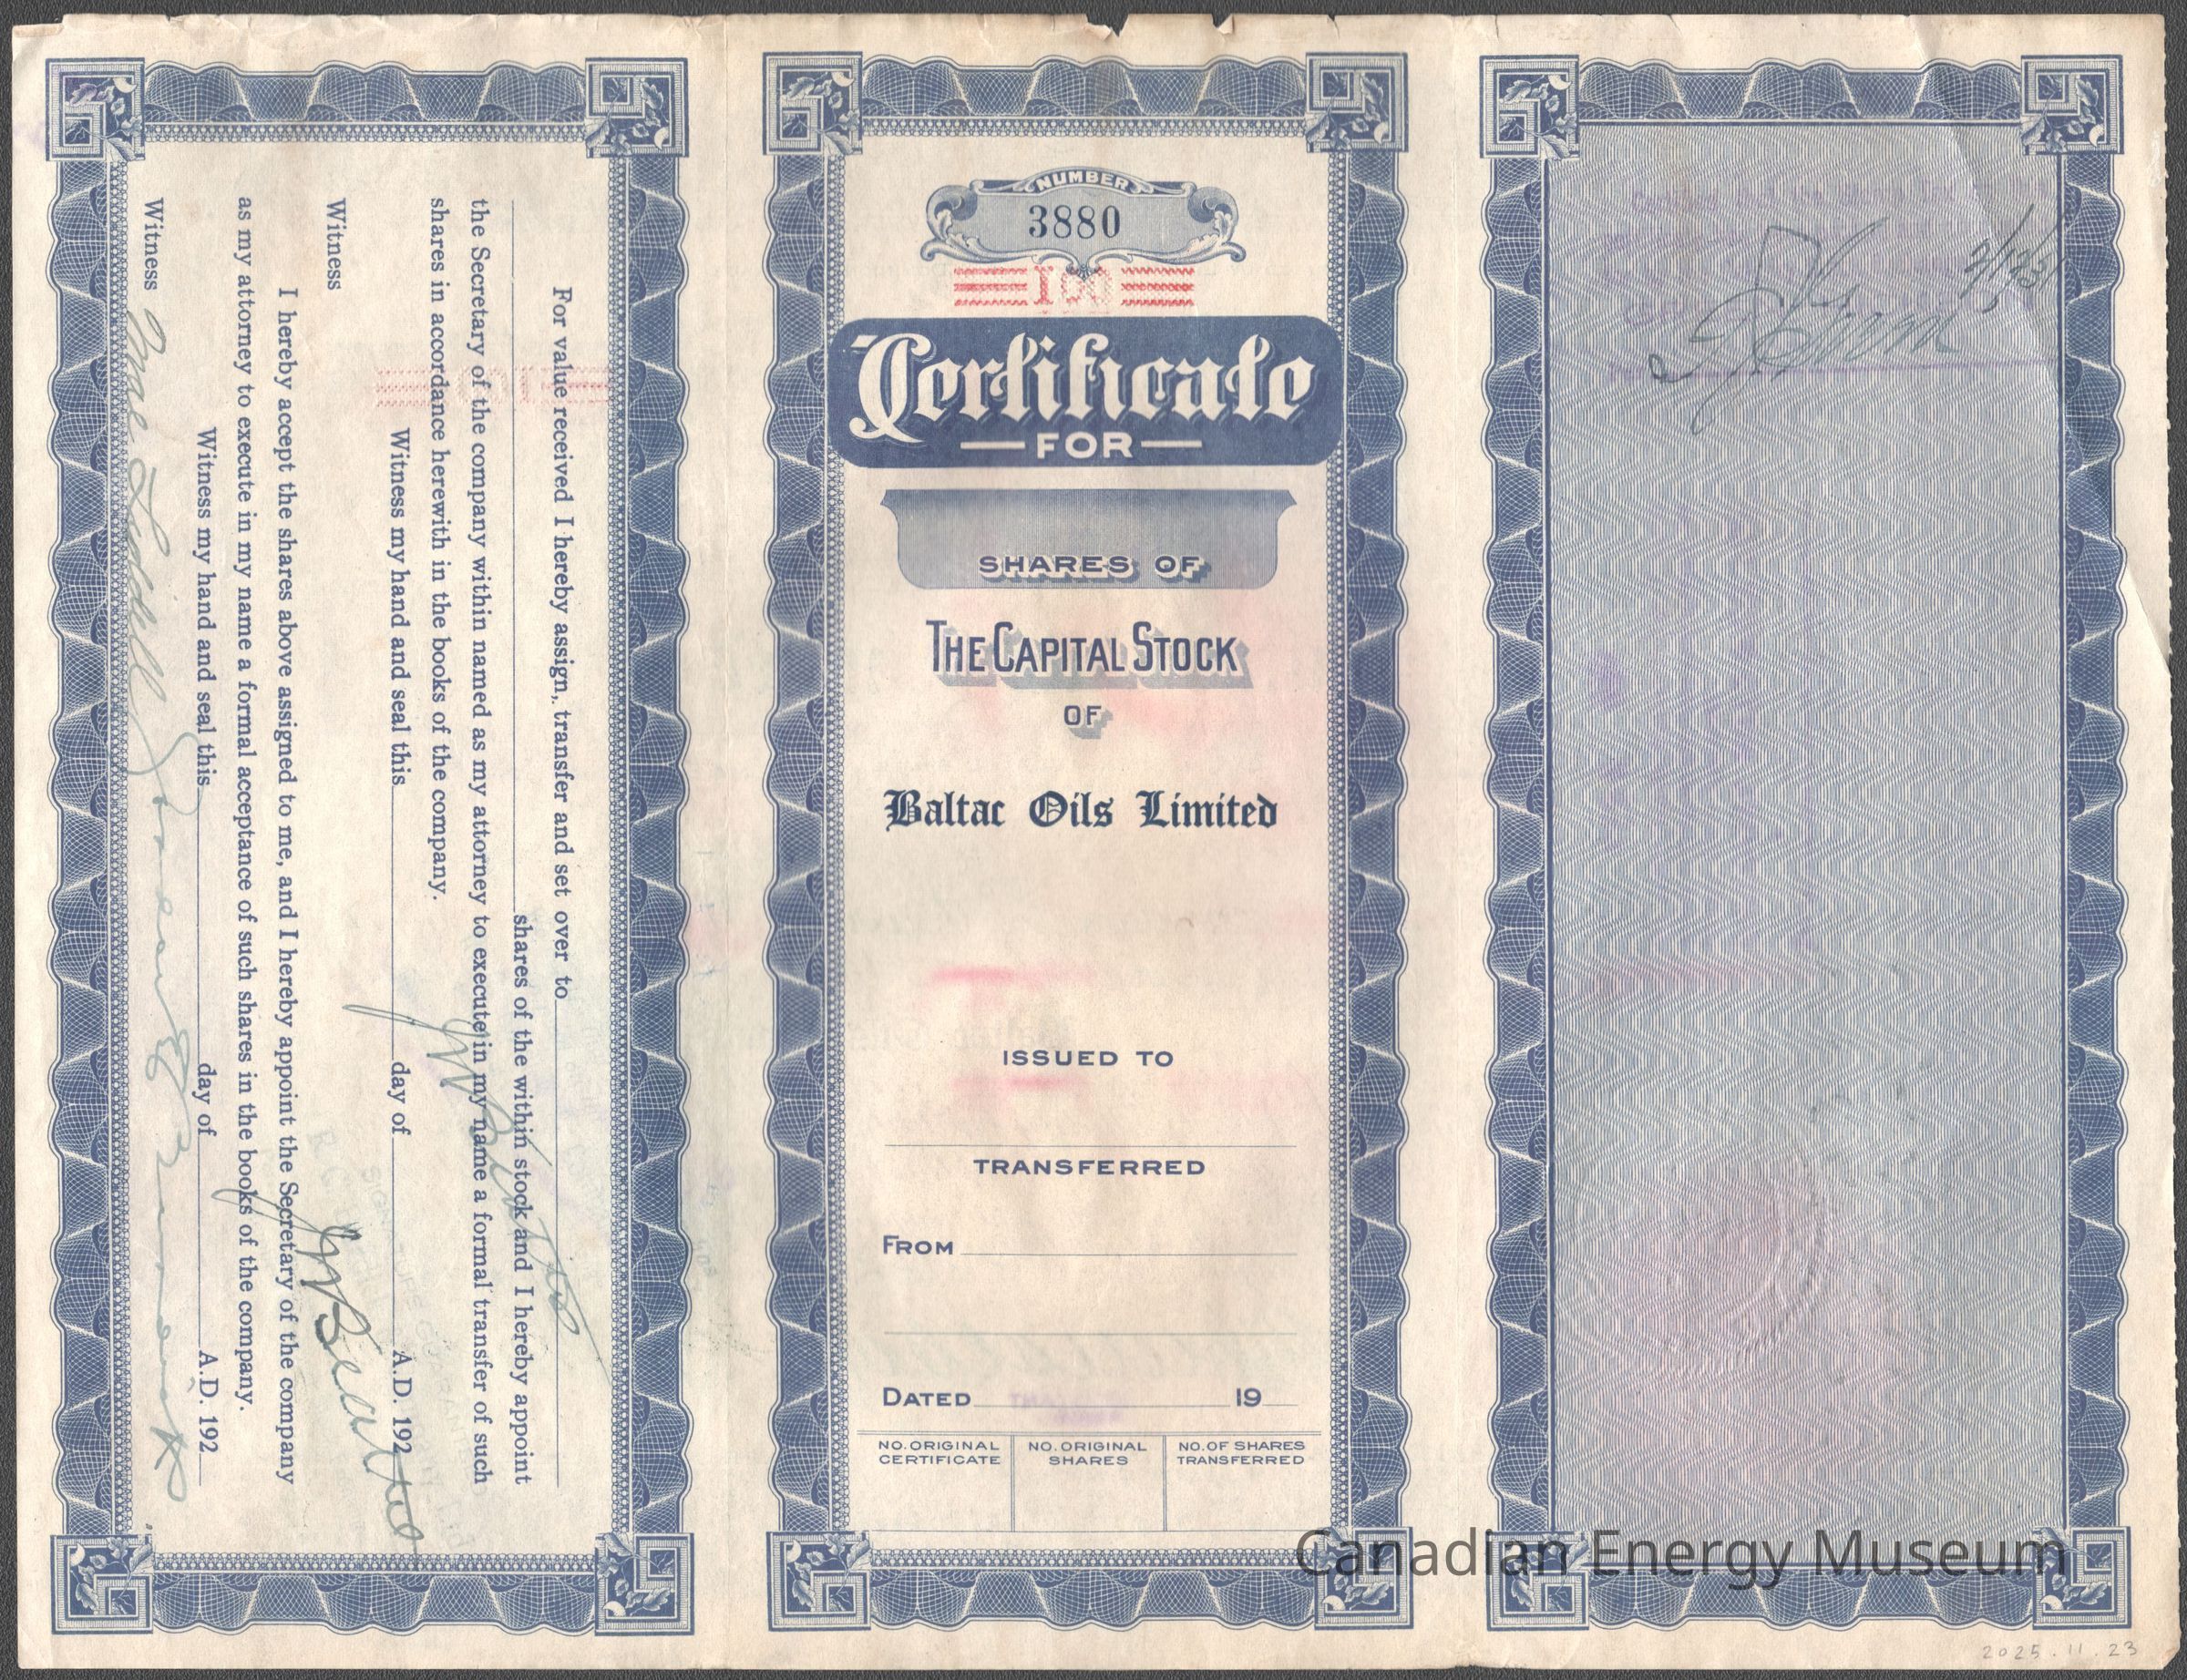 For value received I hereby assign, transfer and set over to
shares of the within stock and I hereby appoint
the Secretary of the company within named as my attorney to execute in my name a formal transfer of such
shares in accordance herewith in the books of the company.
Witness my hand and seal this day of A.D. 192
Witness
JW Beattie
I hereby accept the shares above assigned to me, and I hereby appoint the Secretary of the company
as my attorney to execute in my name a formal acceptance of such shares in the books of the company.
Witness my hand and seal this day of A.D. 192
Witness
NUMBER
3880
100
Certificate
FOR
SHARES OF
THE CAPITAL STOCK
OF
Baltac Oils Limited
ISSUED TO
TRANSFERRED
FROM
DATED 19
NO. ORIGINAL CERTIFICATE
NO. ORIGINAL SHARES
NO. OF SHARES TRANSFERRED
Canadian Energy Museum
2025.11.23